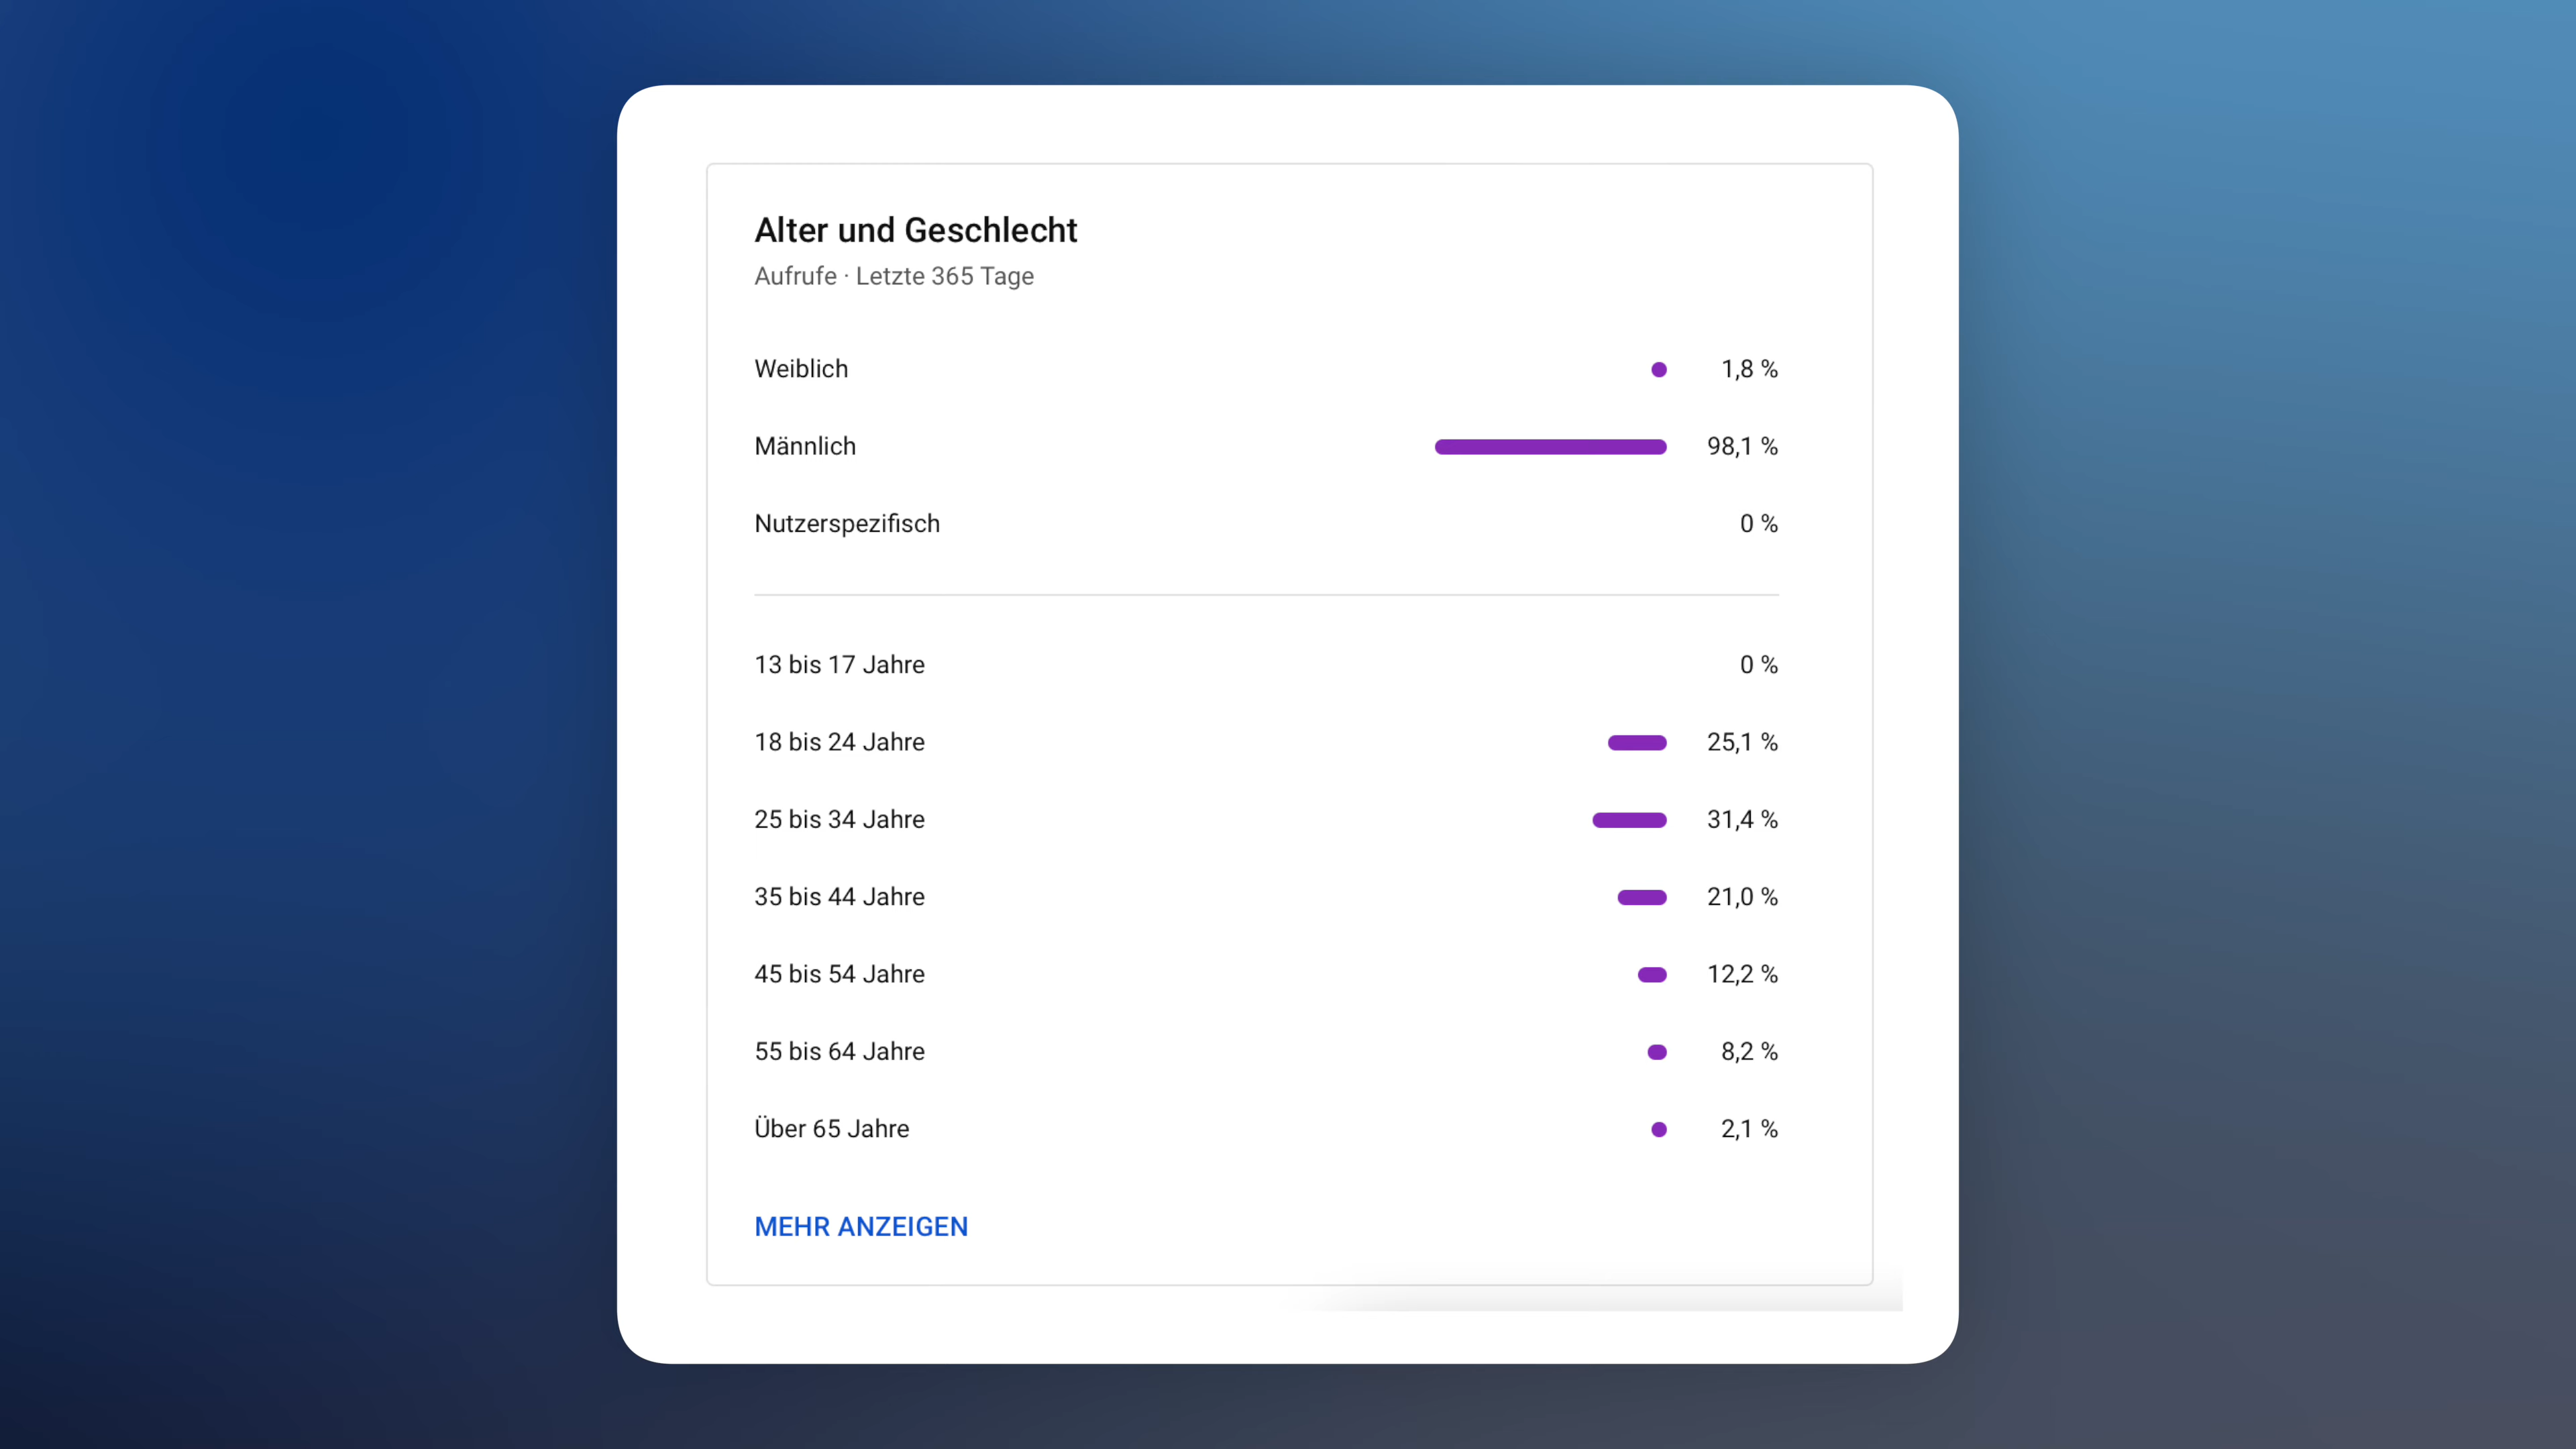 Alter und Geschlecht
Aufrufe · Letzte 365 Tage
Weiblich 1,8 %
Männlich 98,1 %
Nutzerspezifisch 0 %
13 bis 17 Jahre 0 %
18 bis 24 Jahre 25,1 %
25 bis 34 Jahre 31,4 %
35 bis 44 Jahre 21,0 %
45 bis 54 Jahre 12,2 %
55 bis 64 Jahre 8,2 %
Über 65 Jahre 2,1 %
MEHR ANZEIGEN